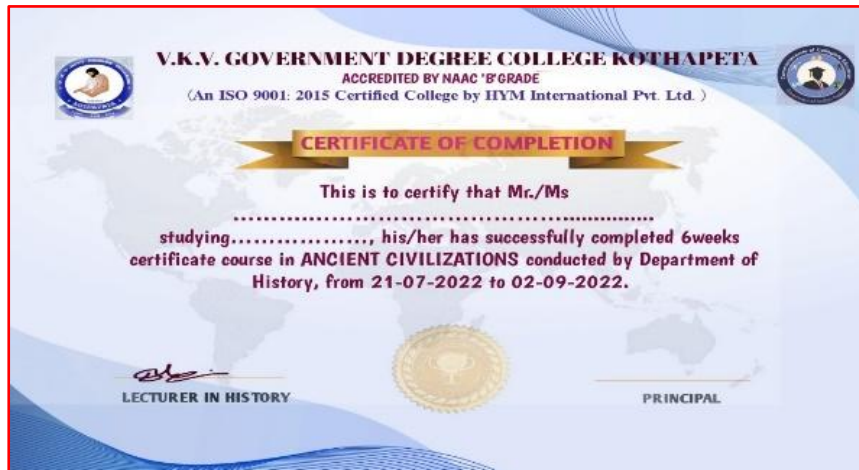 V.K.V. GOVERNMENT DEGREE COLLEGE KOTHAPETA
ACCREDITED BY NAAC 'B' GRADE
(An ISO 9001: 2015 Certified College by HYM International Pvt. Ltd. )
CERTIFICATE OF COMPLETION
This is to certify that Mr./Ms
……………………………………………...............
studying………………, his/her has successfully completed 6weeks
certificate course in ANCIENT CIVILIZATIONS conducted by Department of
History, from 21-07-2022 to 02-09-2022.
LECTURER IN HISTORY
PRINCIPAL